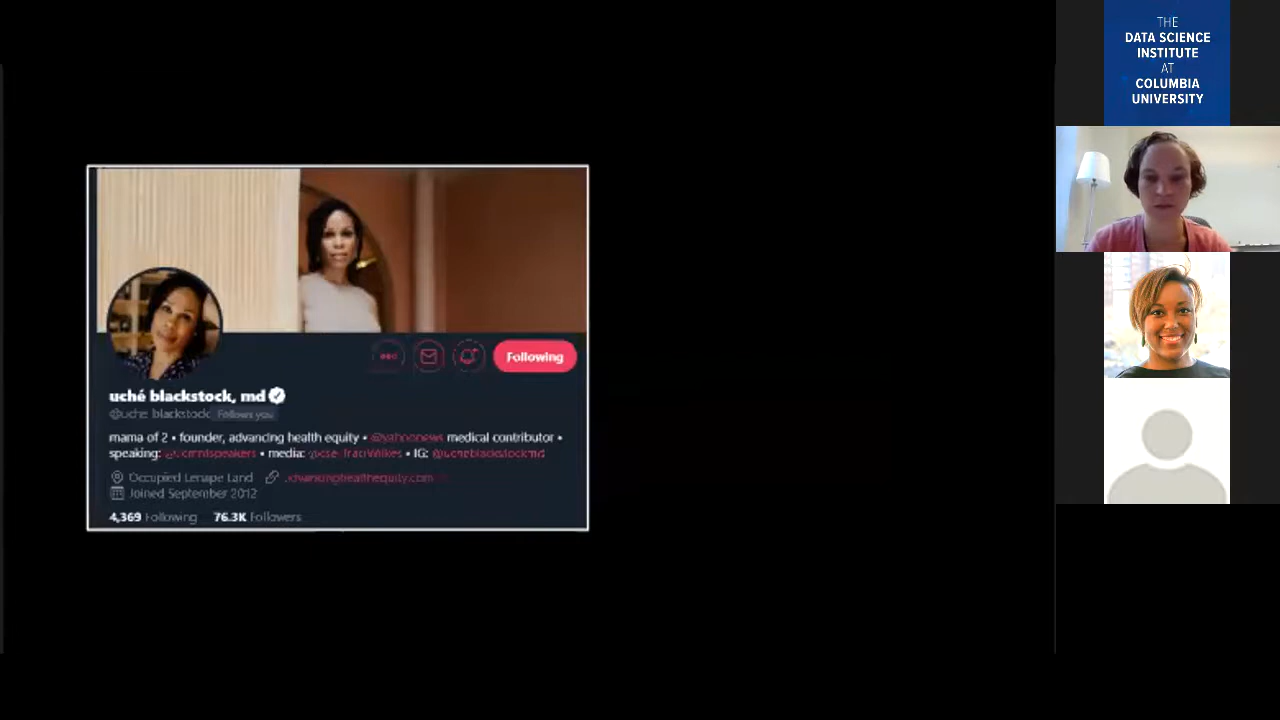 THE
DATA SCIENCE
INSTITUTE
AT
COLUMBIA
UNIVERSITY
Following
uché blackstock, md
@uche_blackstock Follows you
mama of 2 • founder, advancing health equity • @yahoonews medical contributor •
speaking: • media: • IG: @ucheblackstockmd
Occupied Lenape Land
Joined September 2012
4,369 Following 76.3K Followers